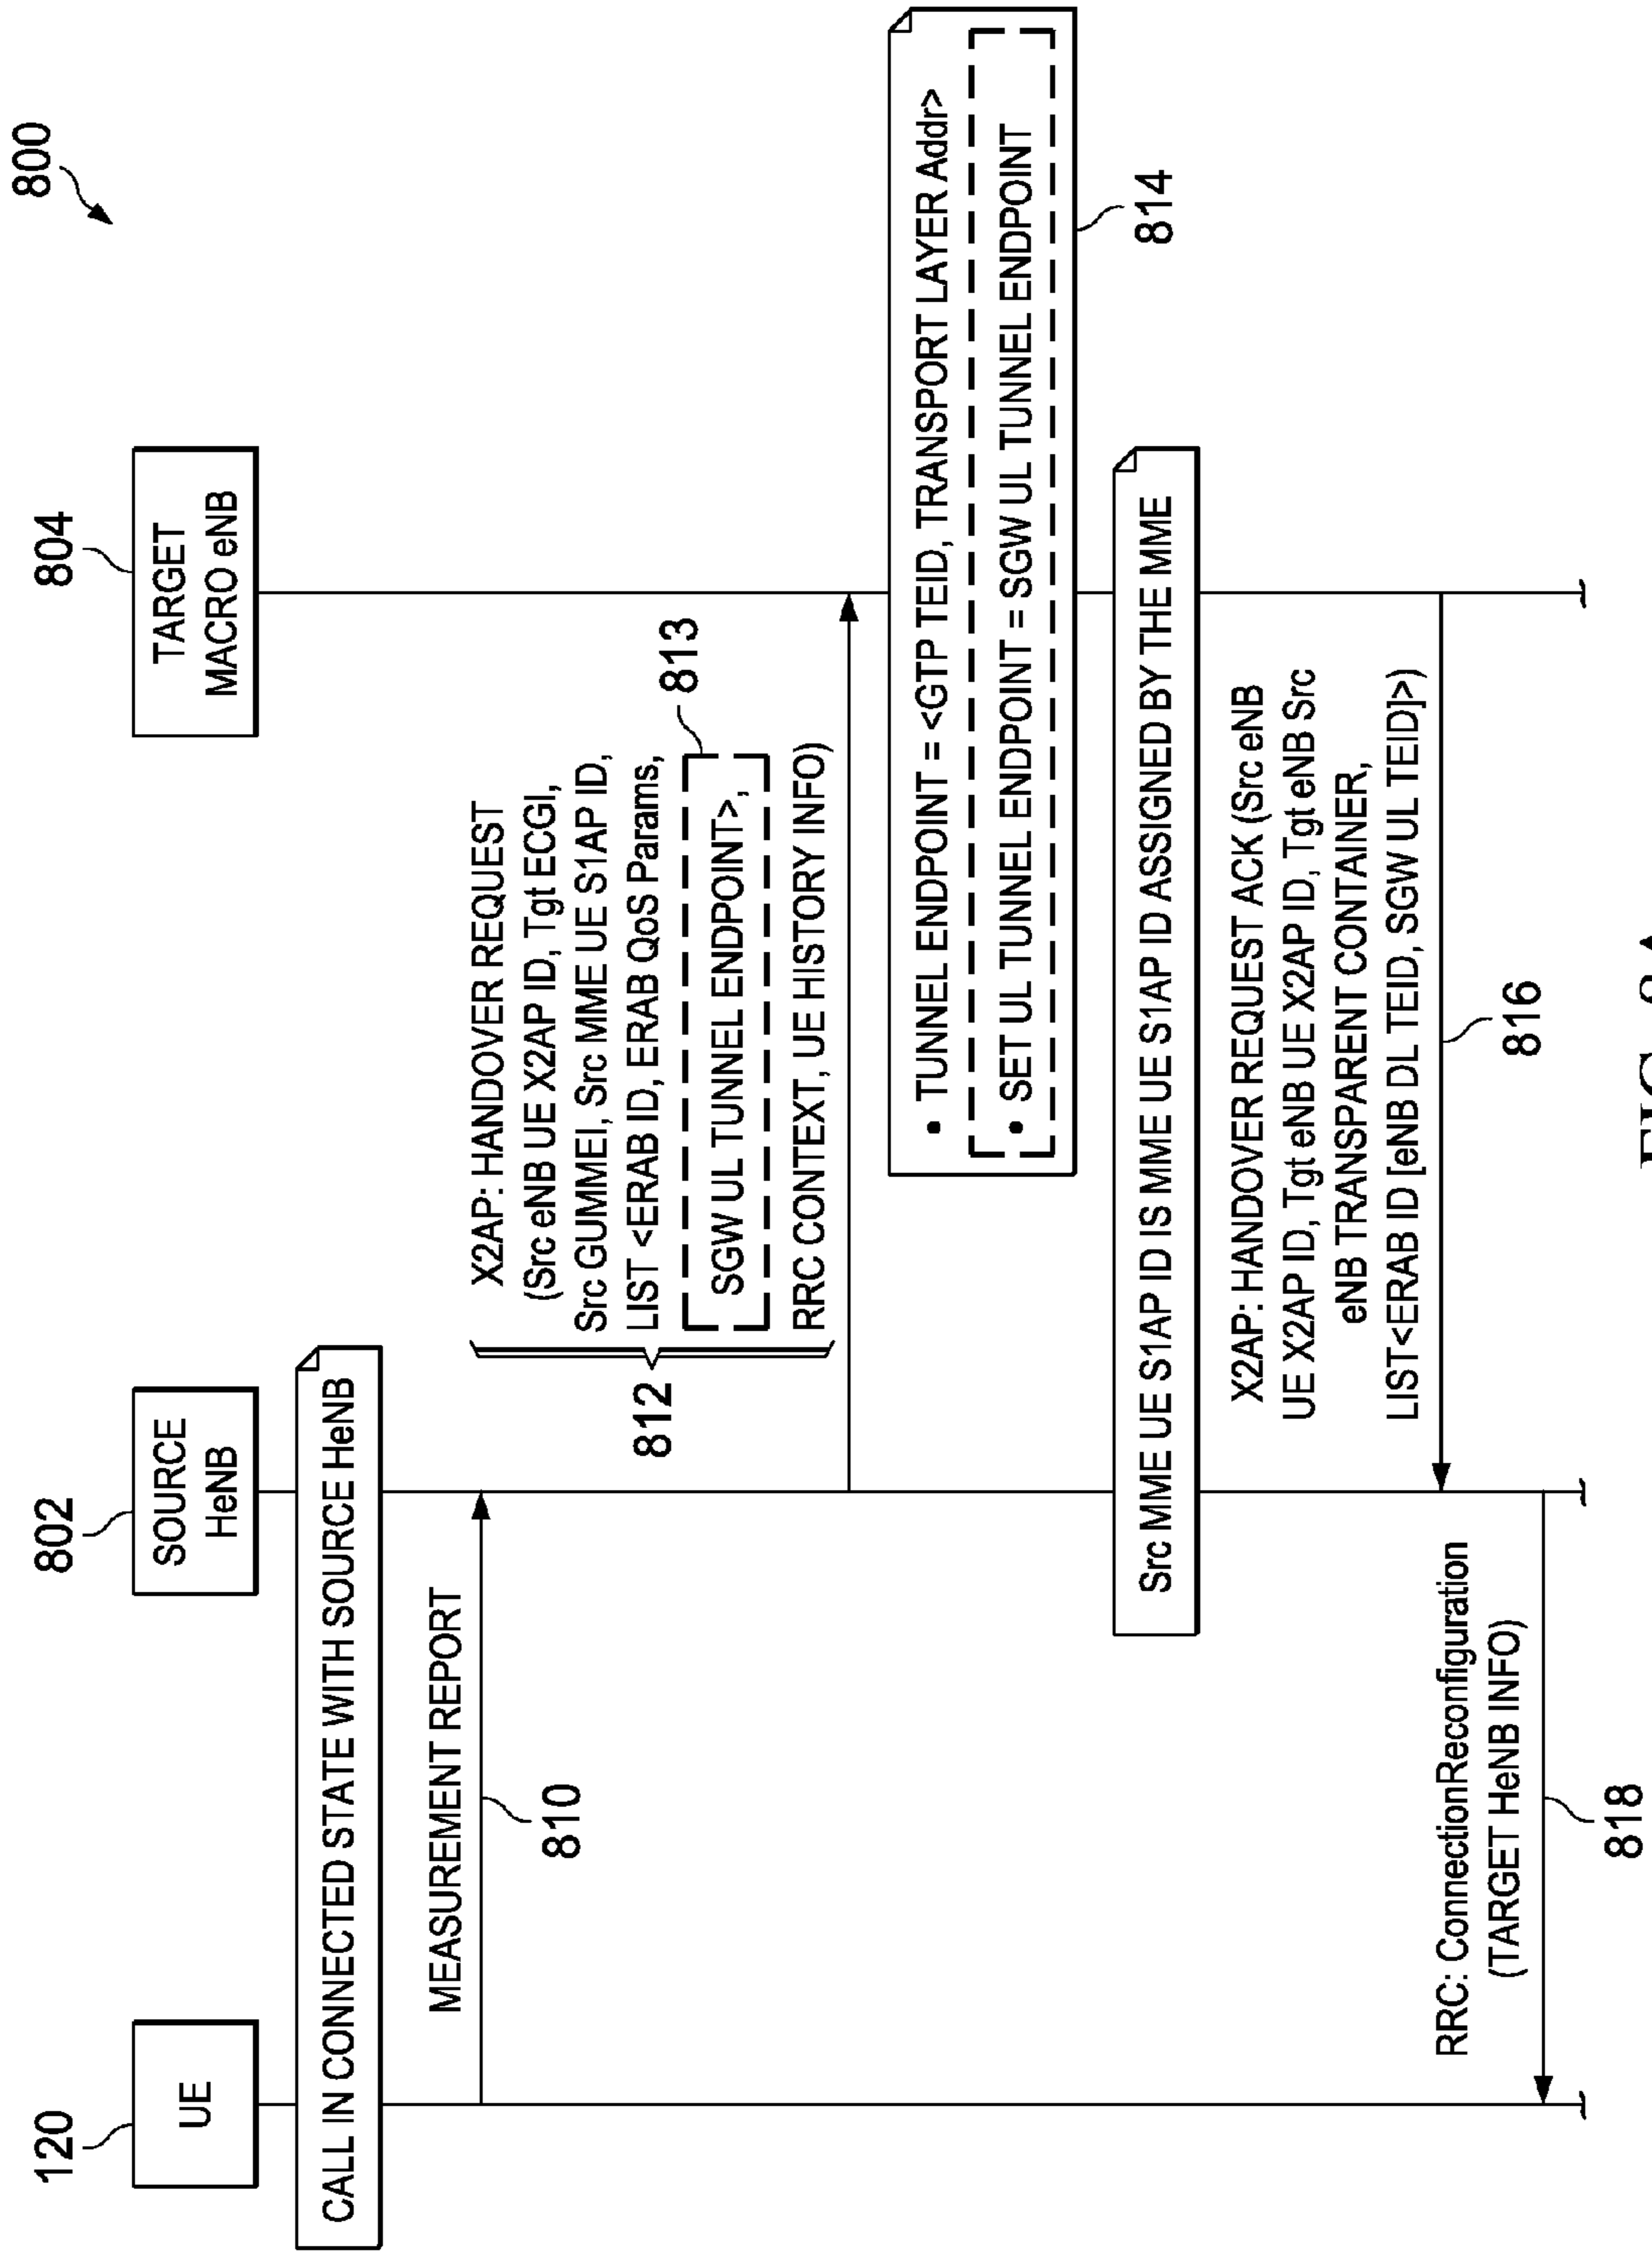 800
120
802
804
UE
SOURCE
HeNB
TARGET
MACRO eNB
CALL IN CONNECTED STATE WITH SOURCE HeNB
MEASUREMENT REPORT
810
X2AP: HANDOVER REQUEST
(Src eNB UE X2AP ID, Tgt ECGI,
Src GUMMEI, Src MME UE S1AP ID,
LIST <ERAB ID, ERAB QoS Params,
SGW UL TUNNEL ENDPOINT>,
RRC CONTEXT, UE HISTORY INFO)
812
813
• TUNNEL ENDPOINT = <GTP TEID, TRANSPORT LAYER Addr>
• SET UL TUNNEL ENDPOINT = SGW UL TUNNEL ENDPOINT
814
Src MME UE S1AP ID IS MME UE S1AP ID ASSIGNED BY THE MME
X2AP: HANDOVER REQUEST ACK (Src eNB
UE X2AP ID, Tgt eNB UE X2AP ID, Tgt eNB Src
eNB TRANSPARENT CONTAINER,
LIST<ERAB ID [eNB DL TEID, SGW UL TEID]>)
816
RRC: ConnectionReconfiguration
(TARGET HeNB INFO)
818